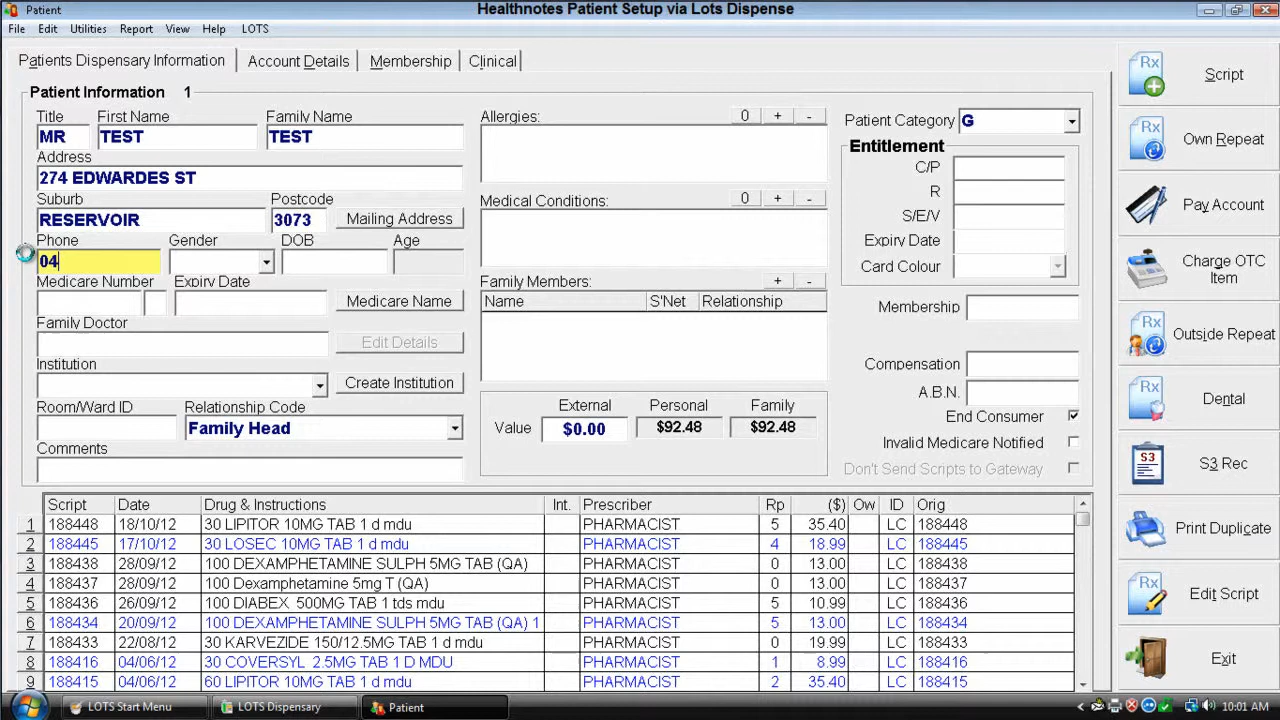 Patient
Healthnotes Patient Setup via Lots Dispense
File Edit Utilities Report View Help LOTS
Patients Dispensary Information Account Details Membership Clinical
Patient Information 1
Title First Name Family Name
MR TEST TEST
Address
274 EDWARDES ST
Suburb Postcode
RESERVOIR 3073 Mailing Address
Phone Gender DOB Age
04
Medicare Number Expiry Date
Medicare Name
Family Doctor
Edit Details
Institution
Create Institution
Room/Ward ID Relationship Code
Family Head
Comments
Allergies: 0 + -
Medical Conditions: 0 + -
Family Members: + -
Name S'Net Relationship
External Personal Family
Value $0.00 $92.48 $92.48
Patient Category G
Entitlement
C/P
R
S/E/V
Expiry Date
Card Colour
Membership
Compensation
A.B.N.
End Consumer
Invalid Medicare Notified
Don't Send Scripts to Gateway
Script Date Drug & Instructions Int. Prescriber Rp ($) Ow ID Orig
1 188448 18/10/12 30 LIPITOR 10MG TAB 1 d mdu PHARMACIST 5 35.40 LC 188448
2 188445 17/10/12 30 LOSEC 10MG TAB 1 d mdu PHARMACIST 4 18.99 LC 188445
3 188438 28/09/12 100 DEXAMPHETAMINE SULPH 5MG TAB (QA) PHARMACIST 0 13.00 LC 188438
4 188437 28/09/12 100 Dexamphetamine 5mg T (QA) PHARMACIST 0 13.00 LC 188437
5 188436 26/09/12 100 DIABEX 500MG TAB 1 tds mdu PHARMACIST 5 10.99 LC 188436
6 188434 20/09/12 100 DEXAMPHETAMINE SULPH 5MG TAB (QA) 1 PHARMACIST 5 13.00 LC 188434
7 188433 22/08/12 30 KARVEZIDE 150/12.5MG TAB 1 d mdu PHARMACIST 0 19.99 LC 188433
8 188416 04/06/12 30 COVERSYL 2.5MG TAB 1 D MDU PHARMACIST 1 8.99 LC 188416
9 188415 04/06/12 60 LIPITOR 10MG TAB 1 d mdu PHARMACIST 2 35.40 LC 188415
Rx Script
Rx Own Repeat
Pay Account
Charge OTC
Item
Rx Outside Repeat
Rx Dental
S3 S3 Rec
Print Duplicate
Rx Edit Script
Exit
LOTS Start Menu LOTS Dispensary Patient 10:01 AM